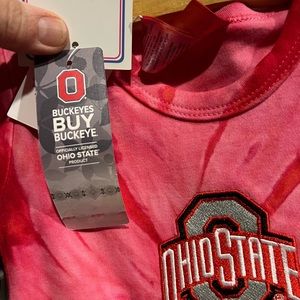 O
BUCKEYES
BUY
BUCKEYE.
OFFICIALLY LICENSED
OHIO STATE
PRODUCT
OHIO STATE